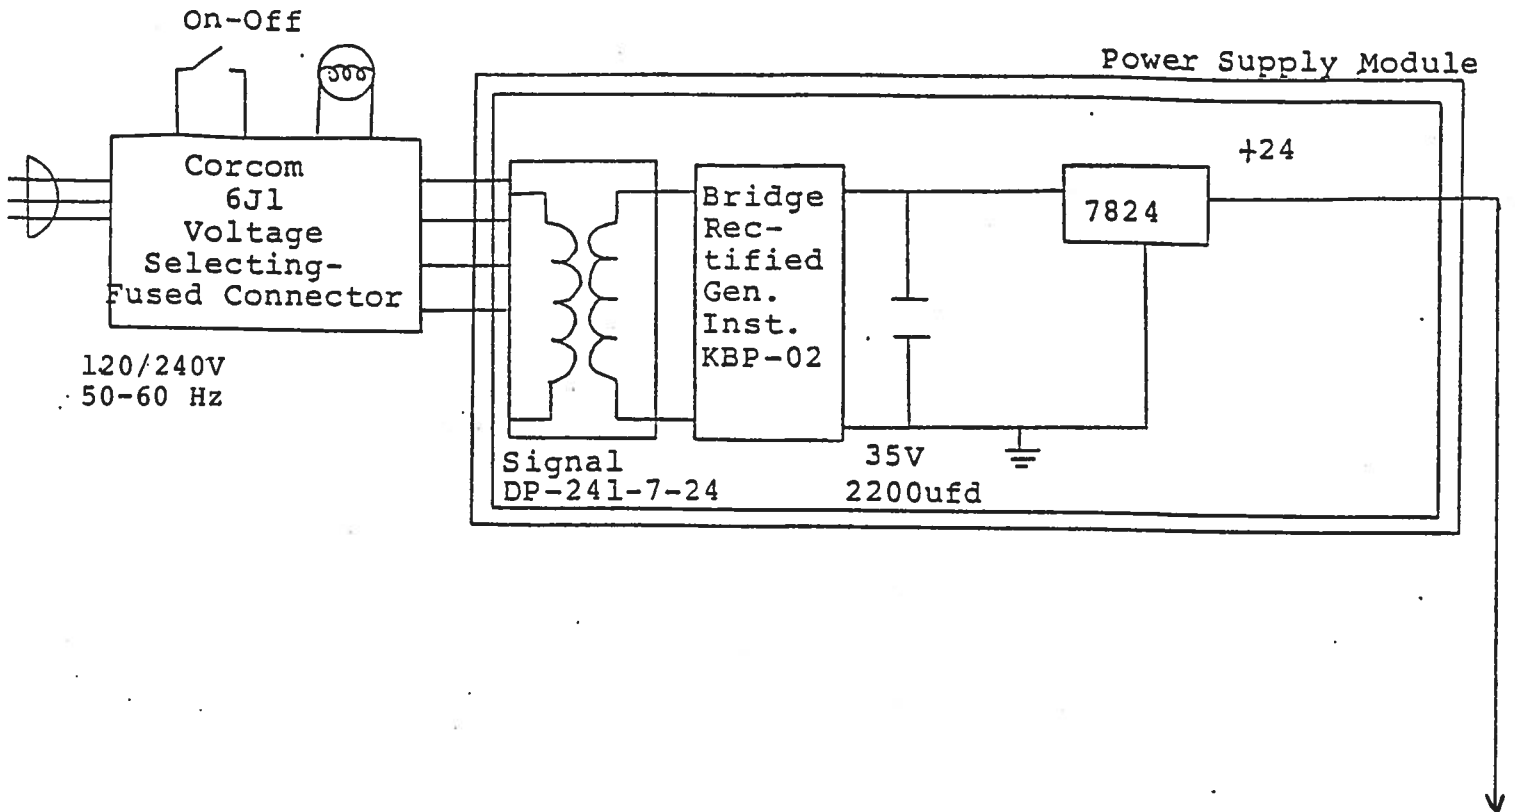 On-Off
Power Supply Module
Corcom
6J1
Voltage
Selecting-
Fused Connector
120/240V
50-60 Hz
Bridge
Rec-
tified
Gen.
Inst.
KBP-02
+24
7824
Signal
DP-241-7-24
35V
2200ufd